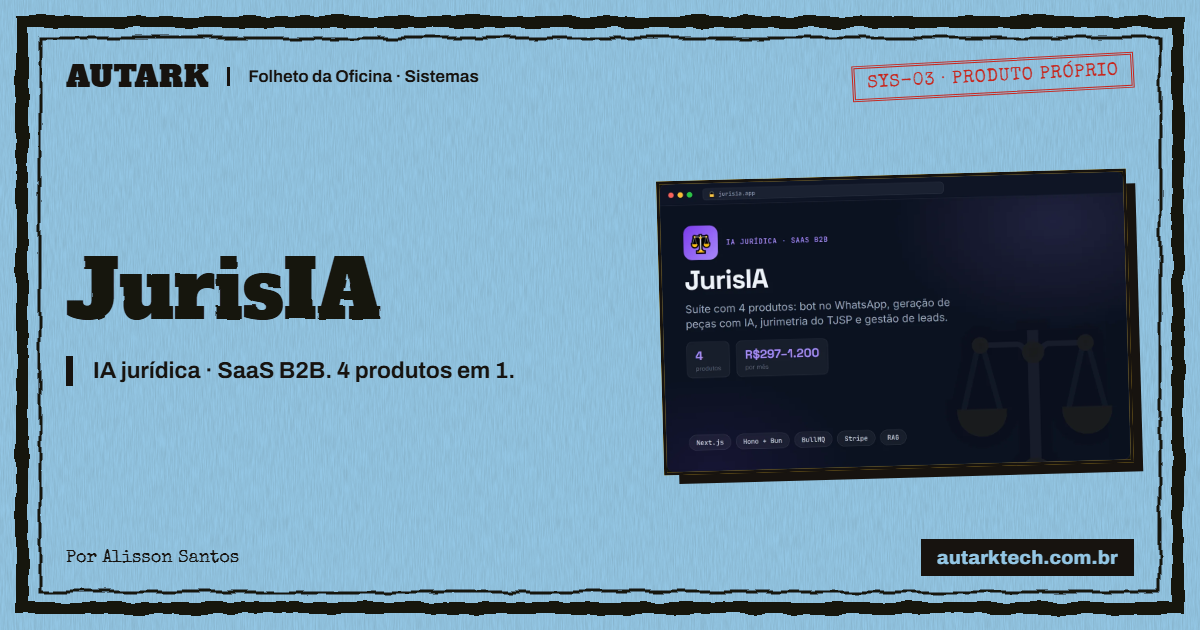 AUTARK
Folheto da Oficina · Sistemas
SYS-03 · PRODUTO PRÓPRIO
JurisIA
IA jurídica · SaaS B2B. 4 produtos em 1.
jurisia.app
IA JURÍDICA · SAAS B2B
JurisIA
Suite com 4 produtos: bot no WhatsApp, geração de
peças com IA, jurimetria do TJSP e gestão de leads.
4
produtos
R$297–1.200
por mês
Next.js
Hono + Bun
BullMQ
Stripe
RAG
Por Alisson Santos
autarktech.com.br